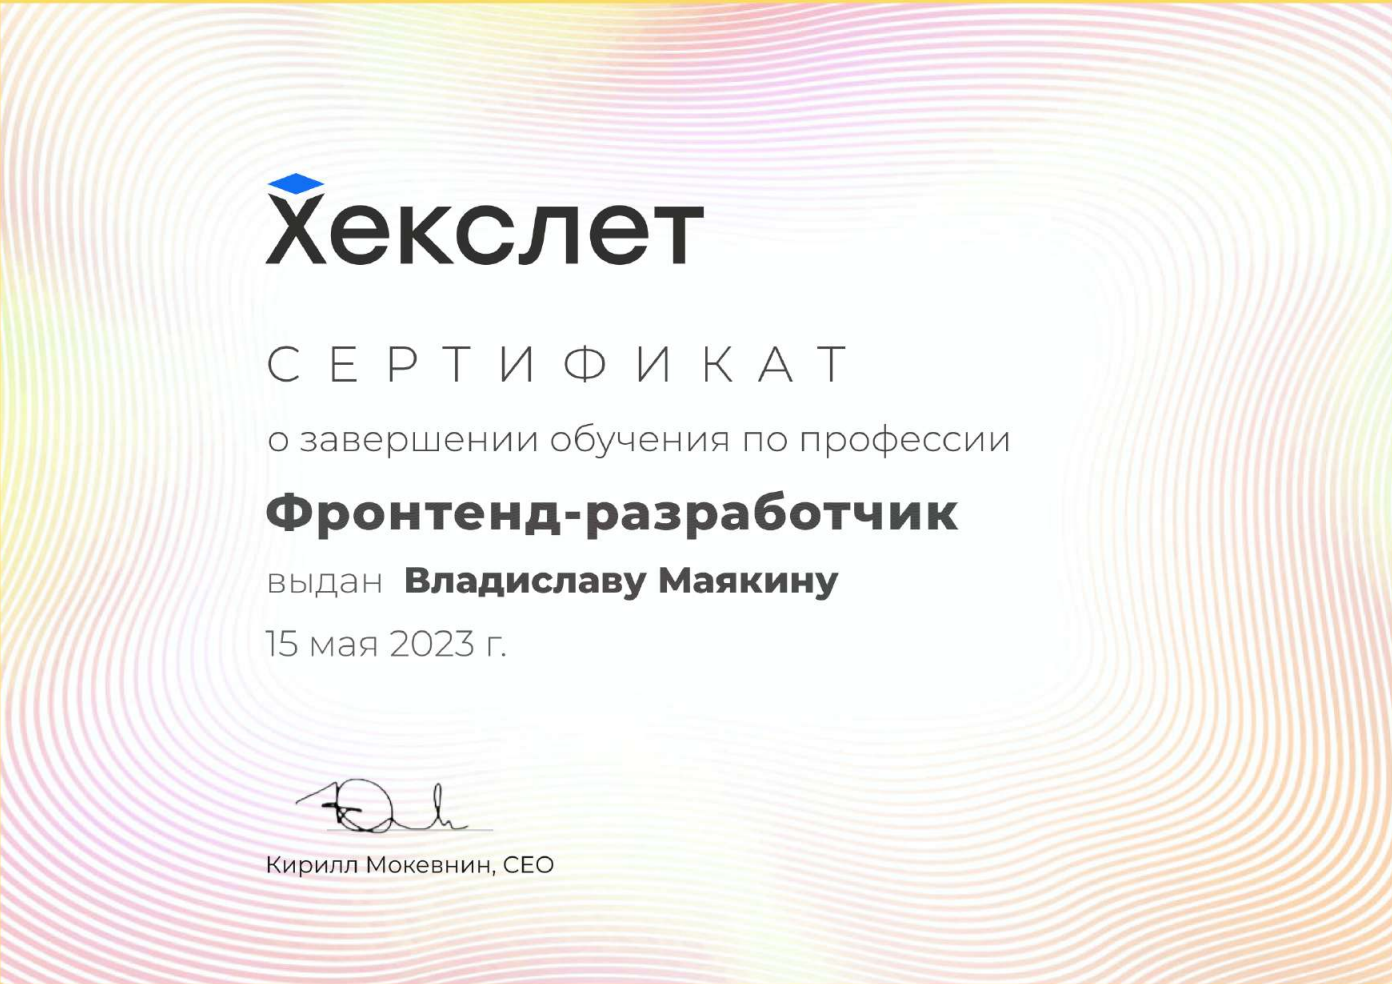 Хекслет
СЕРТИФИКАТ
о завершении обучения по профессии
Фронтенд-разработчик
выдан Владиславу Маякину
15 мая 2023 г.
Кирилл Мокевнин, CEO